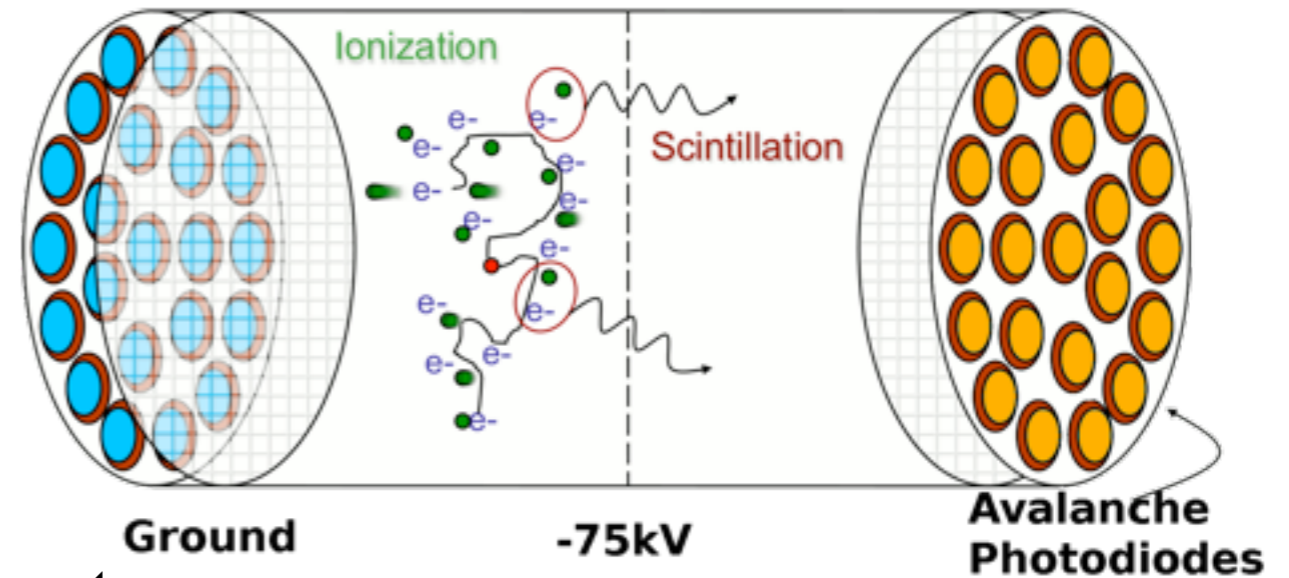 Ionization
e-
e-
e-
e-
e-
e-
e-
e-
e-
e-
e-
e-
e-
Scintillation
Ground
-75kV
Avalanche
Photodiodes